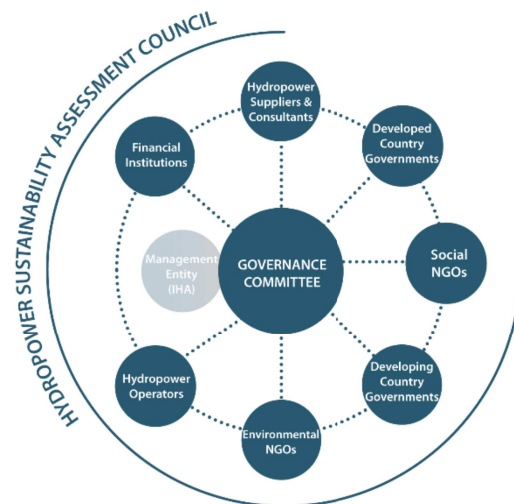 HYDROPOWER SUSTAINABILITY ASSESSMENT COUNCIL
Hydropower
Suppliers &
Consultants
Developed
Country
Governments
Financial
Institutions
Social
NGOs
Management
Entity
(IHA)
GOVERNANCE
COMMITTEE
Developing
Country
Governments
Hydropower
Operators
Environmental
NGOs